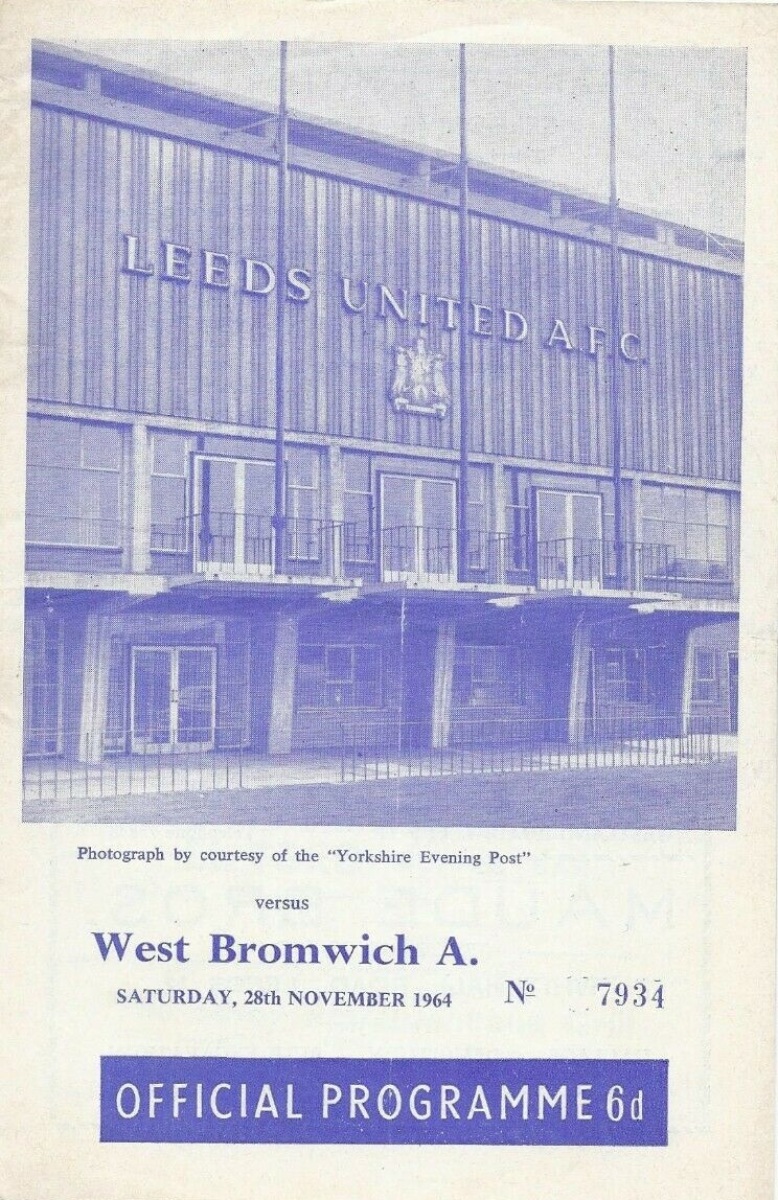 LEEDS UNITED A.F.C.
Photograph by courtesy of the "Yorkshire Evening Post"
versus
West Bromwich A.
SATURDAY, 28th NOVEMBER 1964 Nº 7934
OFFICIAL PROGRAMME 6d